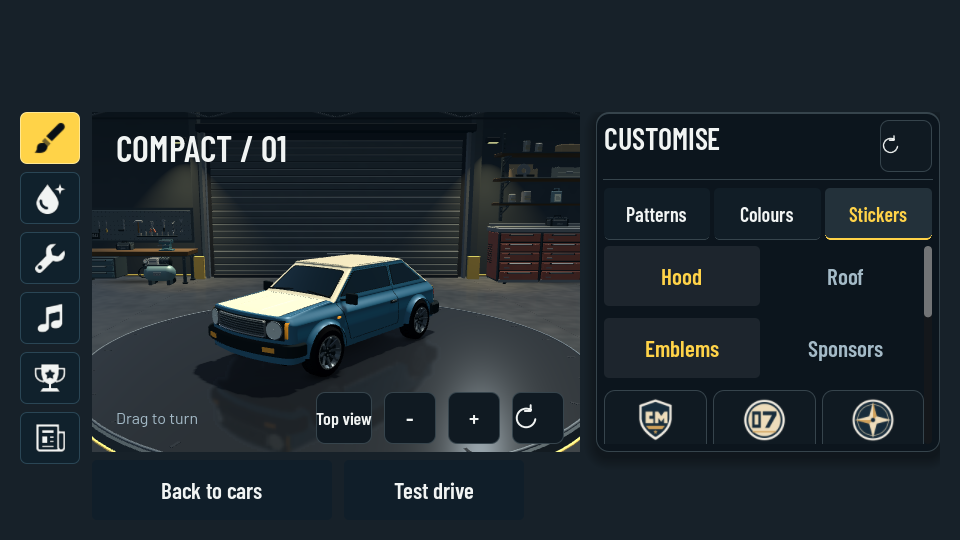 COMPACT / 01
CUSTOMISE
Patterns
Colours
Stickers
Hood
Roof
Emblems
Sponsors
CM
07
Drag to turn
Top view
-
+
Back to cars
Test drive